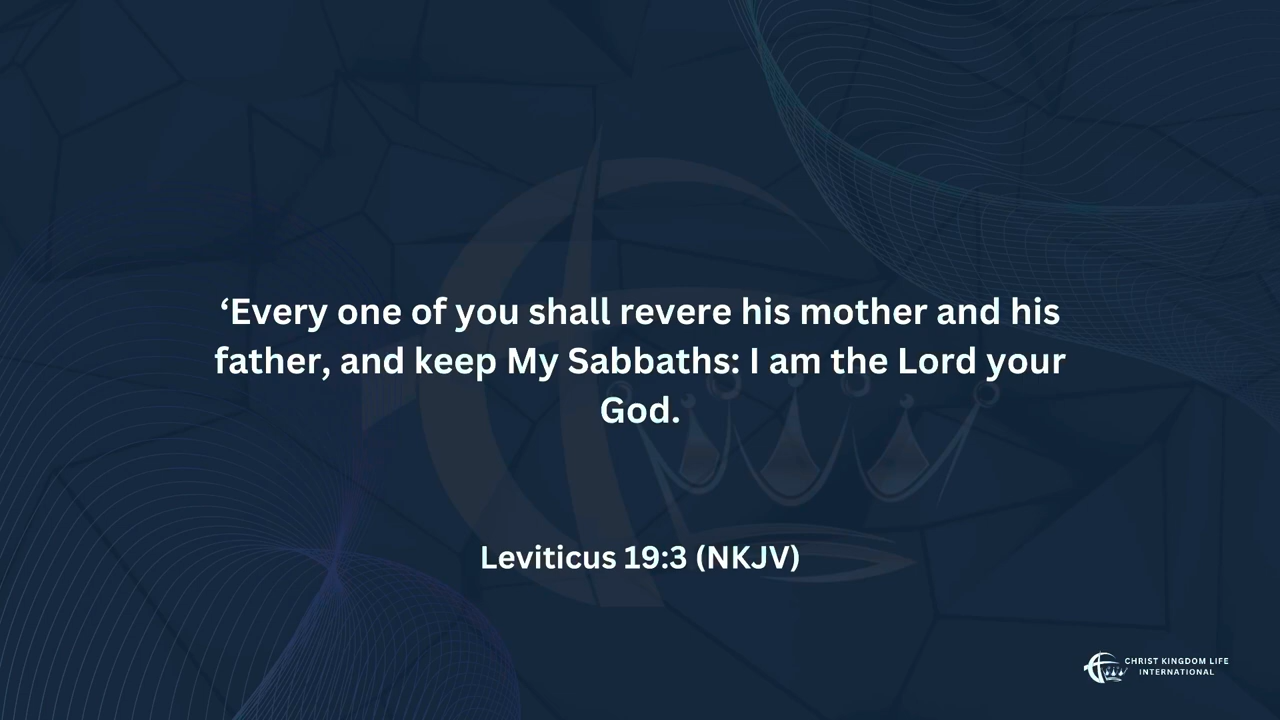 ‘Every one of you shall revere his mother and his
father, and keep My Sabbaths: I am the Lord your
God.
Leviticus 19:3 (NKJV)
CHRIST KINGDOM LIFE
INTERNATIONAL